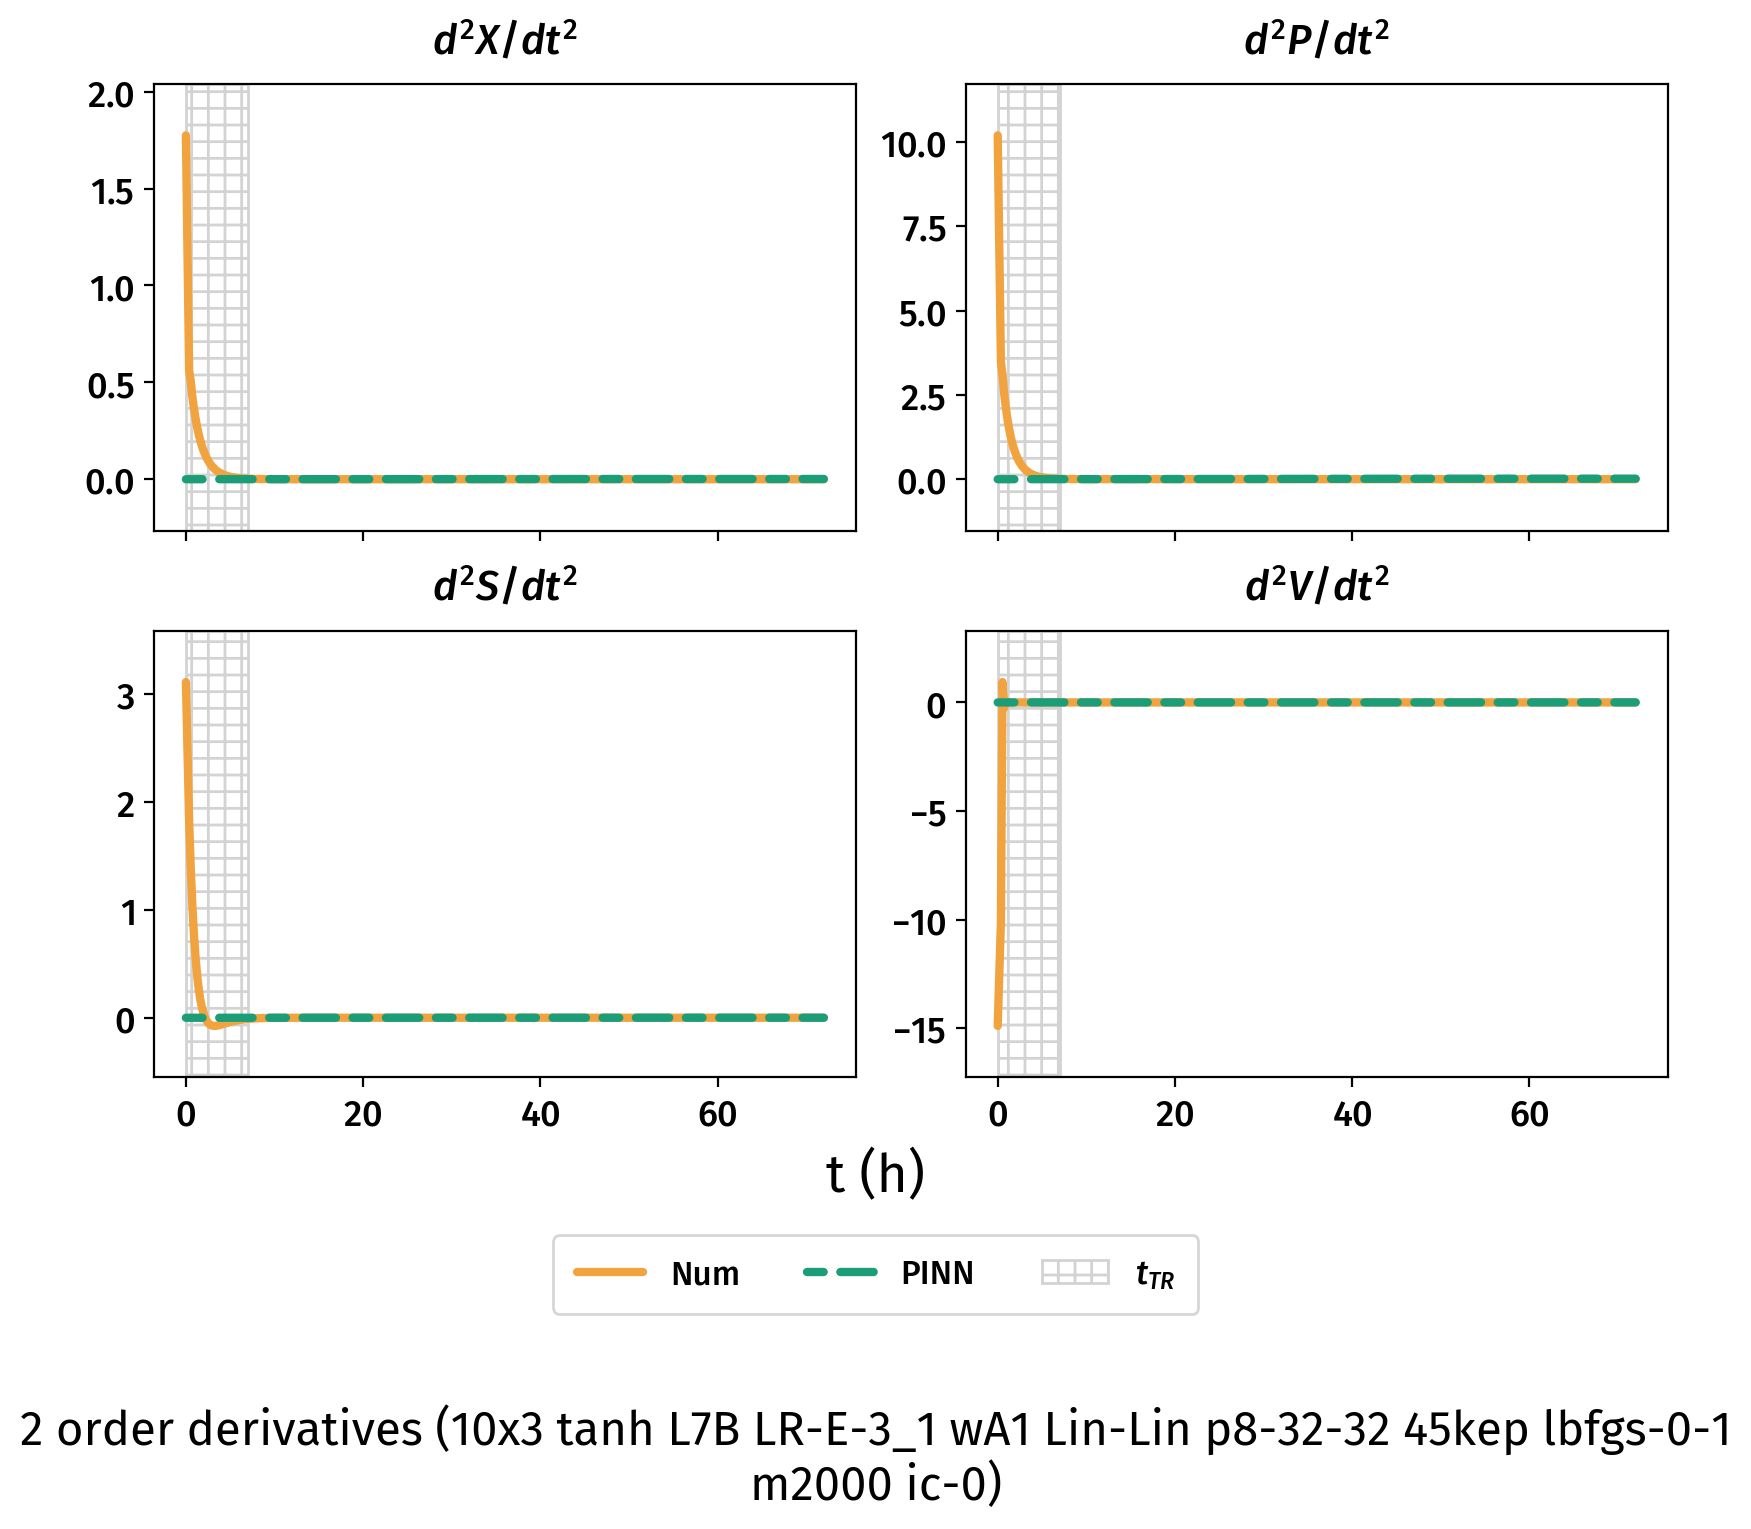 d²X/dt²
d²P/dt²
2.0
1.5
1.0
0.5
0.0
10.0
7.5
5.0
2.5
0.0
d²S/dt²
d²V/dt²
3
2
1
0
0
−5
−10
−15
0 20 40 60
0 20 40 60
t (h)
Num PINN t_TR
2 order derivatives (10x3 tanh L7B LR-E-3_1 wA1 Lin-Lin p8-32-32 45kep lbfgs-0-1
m2000 ic-0)